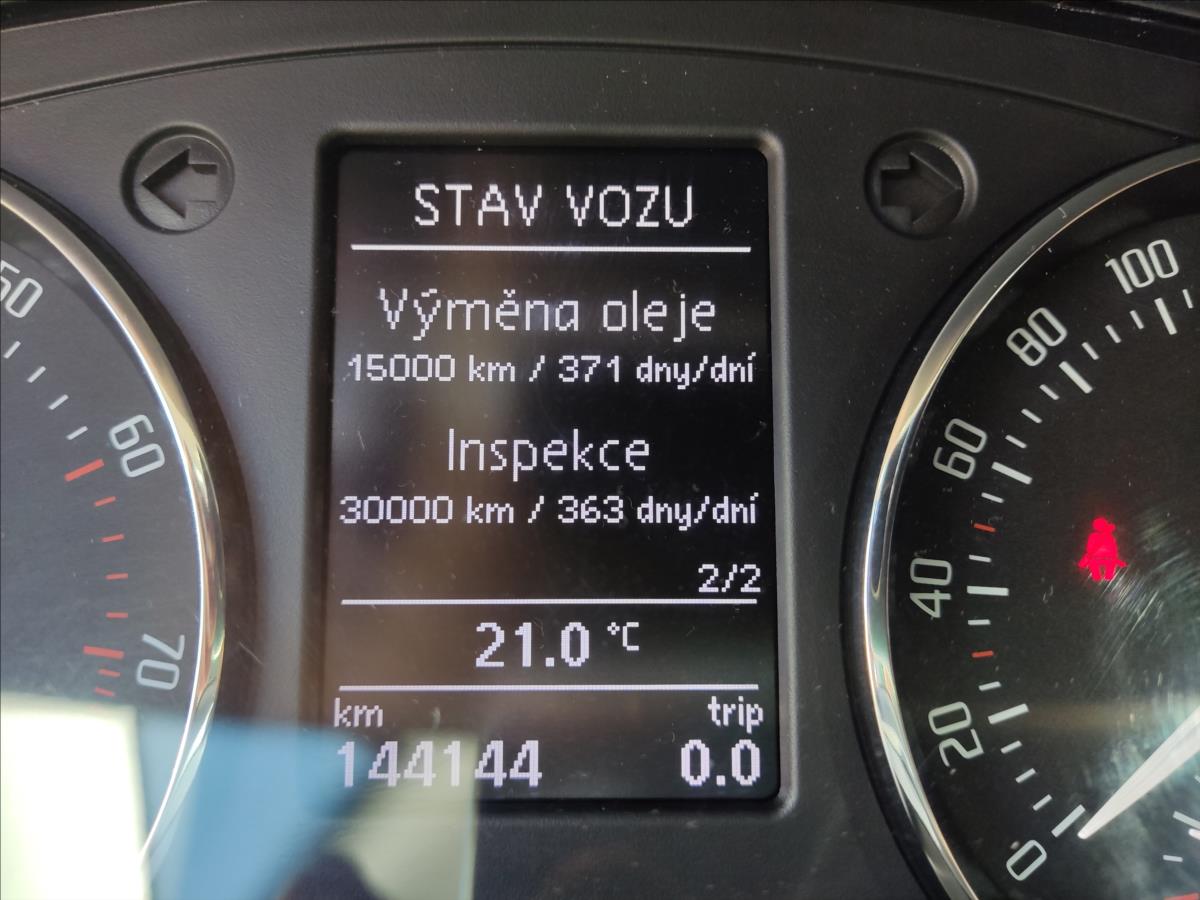 STAV VOZU
Výměna oleje
15000 km / 371 dny/dní
Inspekce
30000 km / 363 dny/dní
2/2
21.0 °C
km trip
144144 0.0
50
60
70
100
80
60
40
20
0